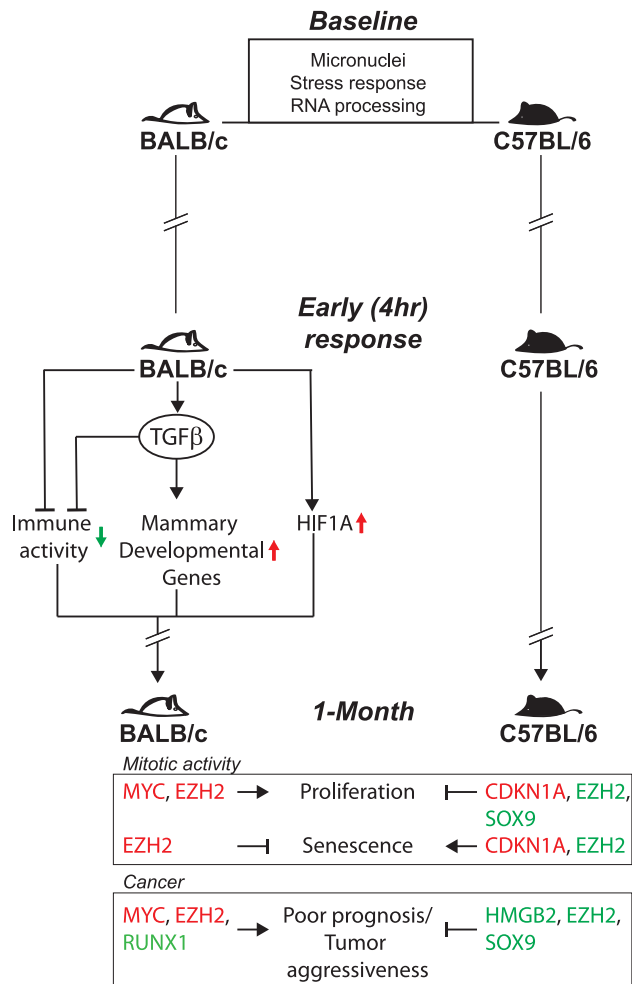 Baseline
Micronuclei
Stress response
RNA processing
BALB/c
C57BL/6
Early (4hr)
response
BALB/c
C57BL/6
TGFβ
Immune
activity
Mammary
Developmental
Genes
HIF1A
1-Month
BALB/c
C57BL/6
Mitotic activity
MYC, EZH2
Proliferation
CDKN1A, EZH2,
SOX9
EZH2
Senescence
CDKN1A, EZH2
Cancer
MYC, EZH2,
RUNX1
Poor prognosis/
Tumor
aggressiveness
HMGB2, EZH2,
SOX9